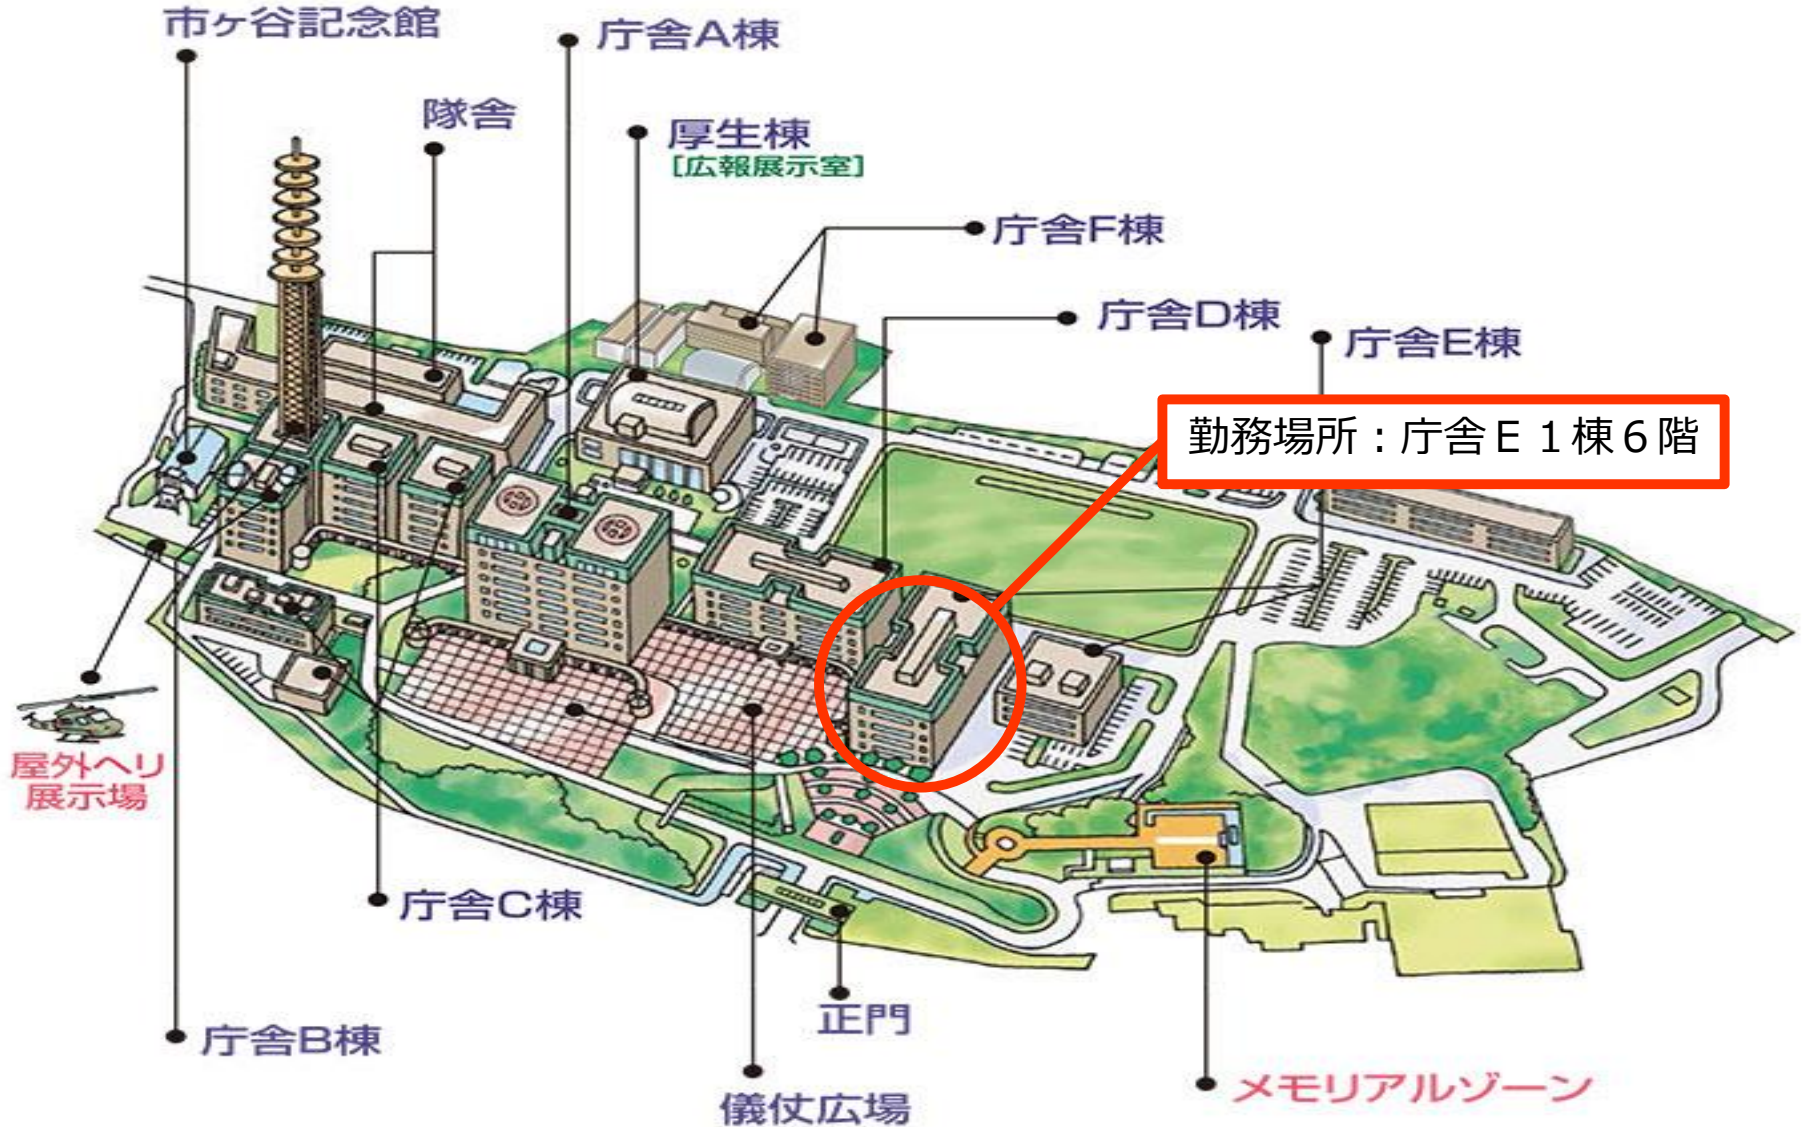 市ヶ谷記念館
庁舎A棟
隊舎
厚生棟
[広報展示室]
庁舎F棟
庁舎D棟
庁舎E棟
勤務場所：庁舎Ｅ１棟６階
屋外ヘリ
展示場
庁舎C棟
正門
庁舎B棟
儀仗広場
メモリアルゾーン